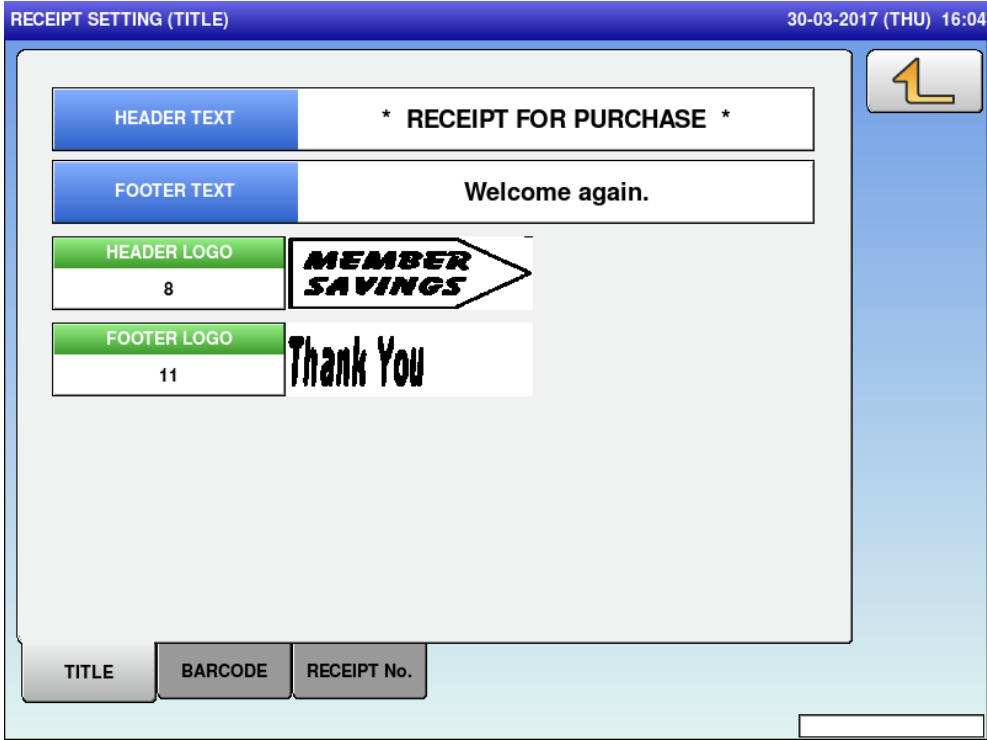 RECEIPT SETTING (TITLE) 30-03-2017 (THU) 16:04
HEADER TEXT * RECEIPT FOR PURCHASE *
FOOTER TEXT Welcome again.
HEADER LOGO
8
MEMBER
SAVINGS
FOOTER LOGO
11
Thank You
TITLE BARCODE RECEIPT No.